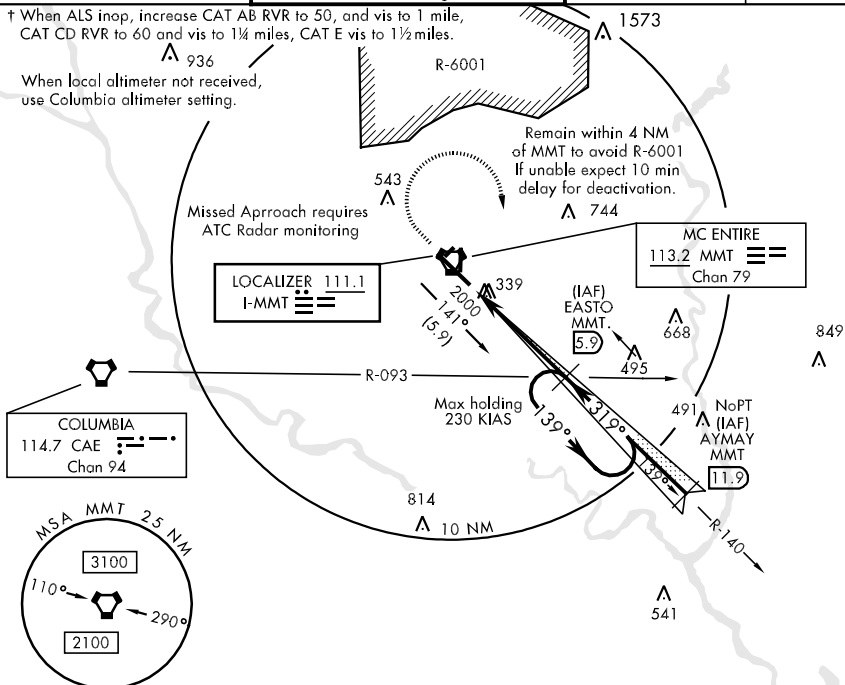 † When ALS inop, increase CAT AB RVR to 50, and vis to 1 mile,
CAT CD RVR to 60 and vis to 1¼ miles, CAT E vis to 1½ miles.
1573
936
R-6001
When local altimeter not received,
use Columbia altimeter setting.
Remain within 4 NM
of MMT to avoid R-6001
If unable expect 10 min
delay for deactivation.
543
744
Missed Aprroach requires
ATC Radar monitoring
MC ENTIRE
113.2 MMT
Chan 79
LOCALIZER 111.1
I-MMT
339
2000
141°
(5.9)
(IAF)
EASTO
MMT
5.9
668
849
495
R-093
COLUMBIA
114.7 CAE
Chan 94
Max holding
230 KIAS
139°
319°
491
NoPT
(IAF)
AYMAY
MMT
11.9
139°
R-140
814
10 NM
541
MSA MMT 25 NM
3100
110°
290°
2100